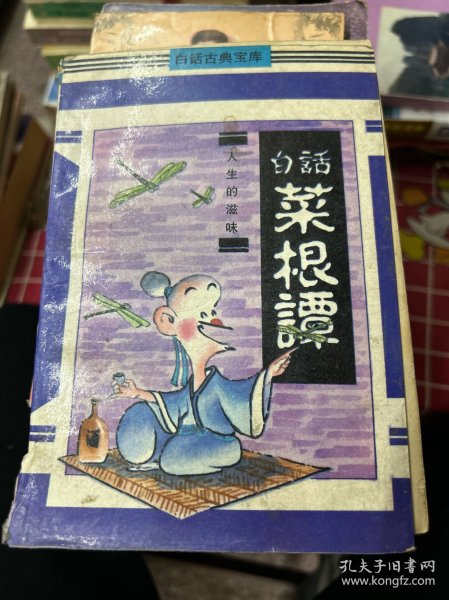 白话古典宝库
人生的滋味
白話
菜根譚
孔夫子旧书网
www.kongfz.com